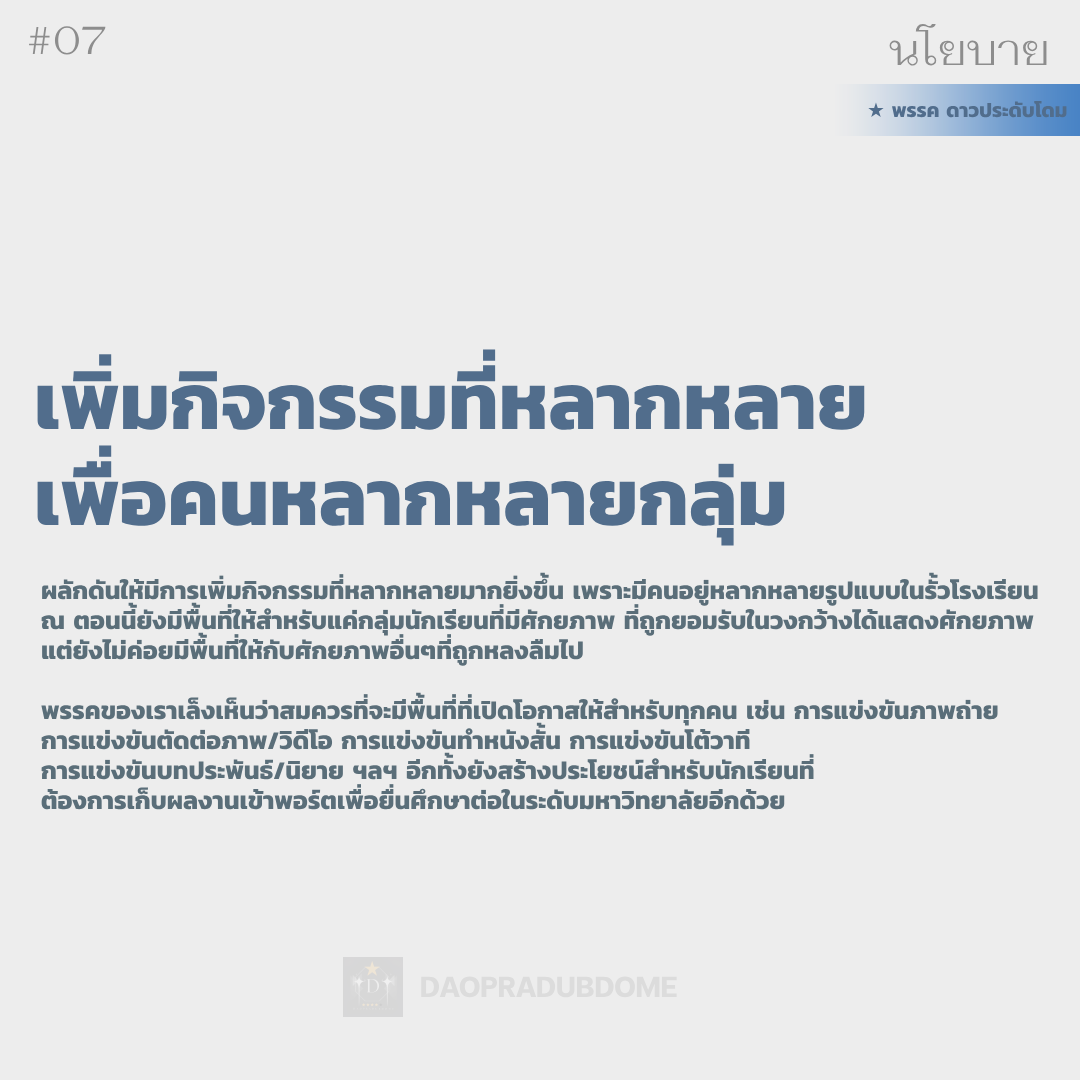 #07
นโยบาย
★ พรรค ดาวประดับโดม
เพิ่มกิจกรรมที่หลากหลาย
เพื่อคนหลากหลายกลุ่ม
ผลักดันให้มีการเพิ่มกิจกรรมที่หลากหลายมากยิ่งขึ้น เพราะมีคนอยู่หลากหลายรูปแบบในรั้วโรงเรียน
ณ ตอนนี้ยังมีพื้นที่ให้สำหรับแค่กลุ่มนักเรียนที่มีศักยภาพ ที่ถูกยอมรับในวงกว้างได้แสดงศักยภาพ
แต่ยังไม่ค่อยมีพื้นที่ให้กับศักยภาพอื่นๆที่ถูกหลงลืมไป
พรรคของเราเล็งเห็นว่าสมควรที่จะมีพื้นที่ที่เปิดโอกาสให้สำหรับทุกคน เช่น การแข่งขันภาพถ่าย
การแข่งขันตัดต่อภาพ/วิดีโอ การแข่งขันทำหนังสั้น การแข่งขันโต้วาที
การแข่งขันบทประพันธ์/นิยาย ฯลฯ อีกทั้งยังสร้างประโยชน์สำหรับนักเรียนที่
ต้องการเก็บผลงานเข้าพอร์ตเพื่อยื่นศึกษาต่อในระดับมหาวิทยาลัยอีกด้วย
D
DAOPRADUBDOME